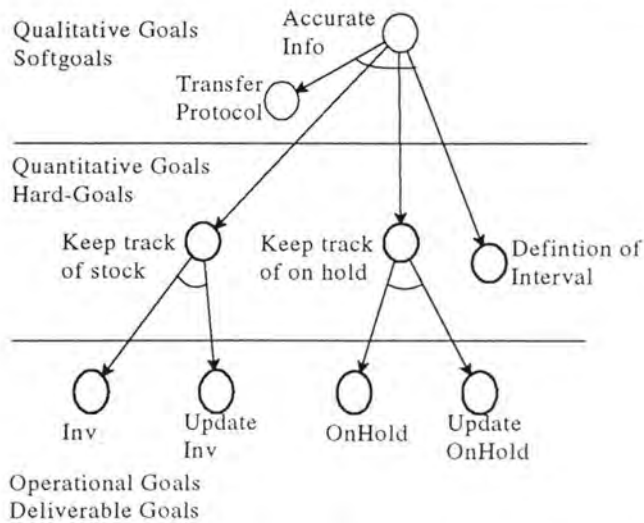 Qualitative Goals
Softgoals
Accurate
Info
Transfer
Protocol
Quantitative Goals
Hard-Goals
Keep track
of stock
Keep track
of on hold
Defintion of
Interval
Inv
Update
Inv
OnHold
Update
OnHold
Operational Goals
Deliverable Goals